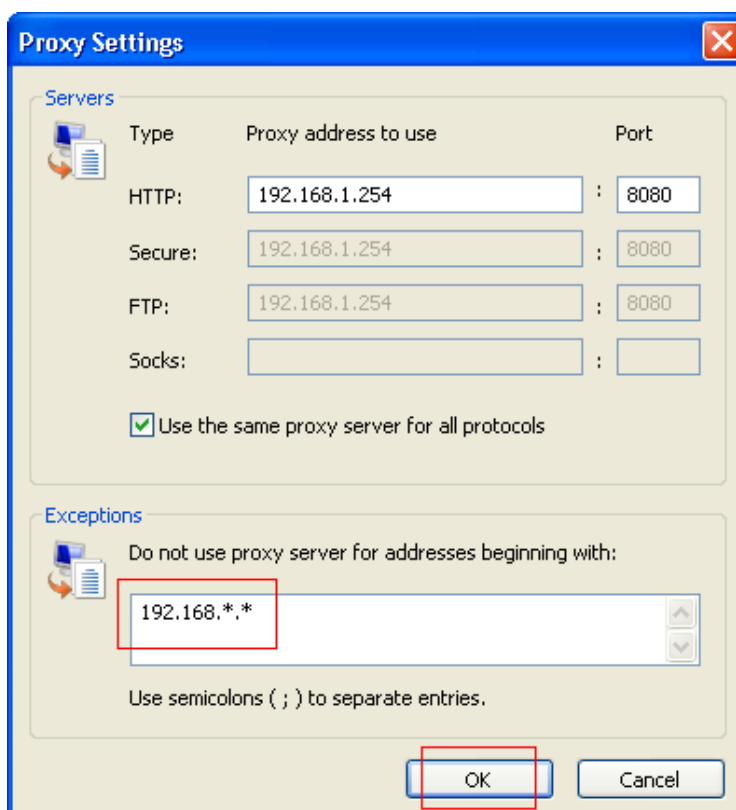 Proxy Settings
Servers
Type Proxy address to use Port
HTTP: 192.168.1.254 : 8080
Secure: 192.168.1.254 : 8080
FTP: 192.168.1.254 : 8080
Socks: :
Use the same proxy server for all protocols
Exceptions
Do not use proxy server for addresses beginning with:
192.168.*.*
Use semicolons ( ; ) to separate entries.
OK Cancel